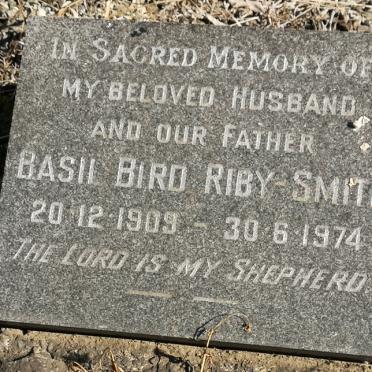 IN SACRED MEMORY OF
MY BELOVED HUSBAND
AND OUR FATHER
BASIL BIRD RIBY-SMITH
20·12·1909 - 30·6·1974
THE LORD IS MY SHEPHERD